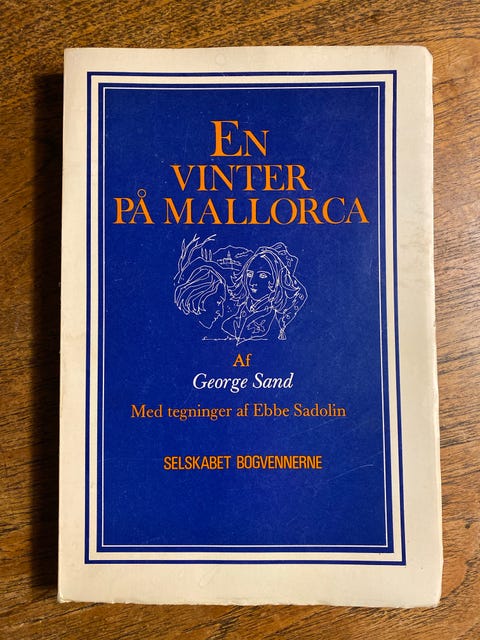 EN
VINTER
PÅ MALLORCA
Af
George Sand
Med tegninger af Ebbe Sadolin
SELSKABET BOGVENNERNE